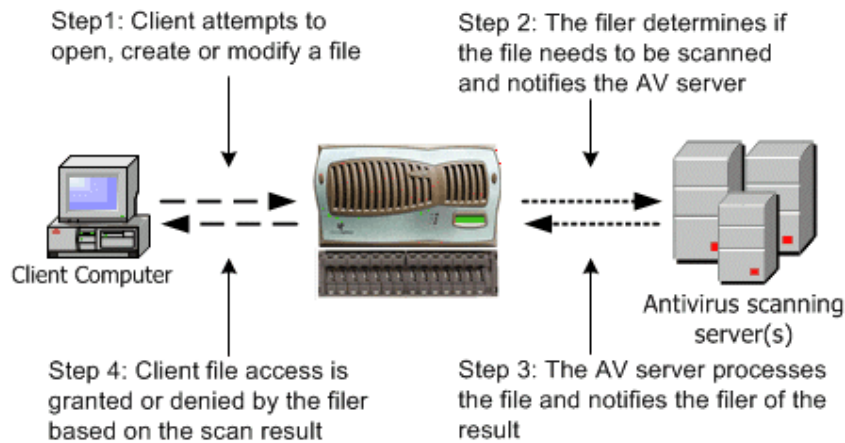 Step1: Client attempts to
open, create or modify a file
Step 2: The filer determines if
the file needs to be scanned
and notifies the AV server
Client Computer
Antivirus scanning
server(s)
Step 4: Client file access is
granted or denied by the filer
based on the scan result
Step 3: The AV server processes
the file and notifies the filer of the
result